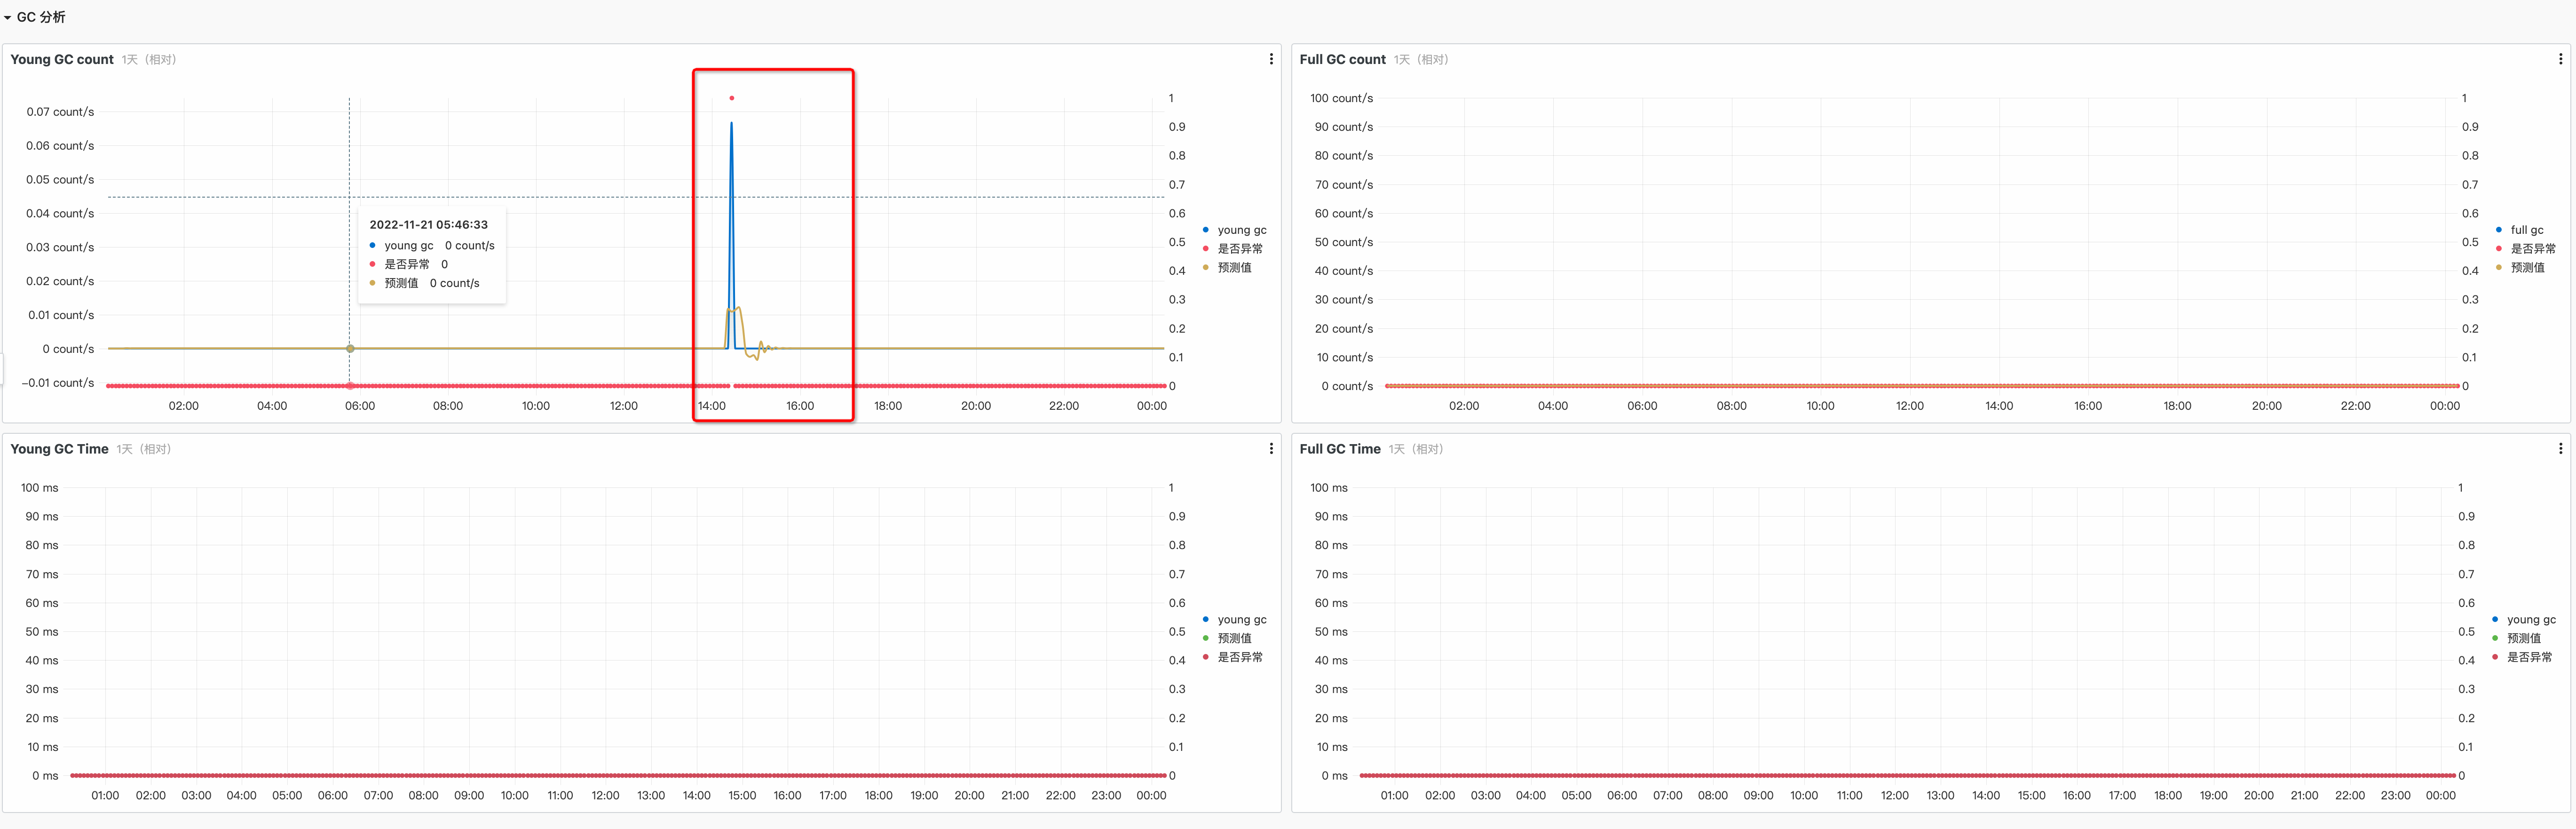 GC 分析
Young GC count 1天（相对）
0.07 count/s
0.06 count/s
0.05 count/s
0.04 count/s
0.03 count/s
0.02 count/s
0.01 count/s
0 count/s
−0.01 count/s
1
0.9
0.8
0.7
0.6
0.5
0.4
0.3
0.2
0.1
0
02:00 04:00 06:00 08:00 10:00 12:00 14:00 16:00 18:00 20:00 22:00 00:00
2022-11-21 05:46:33
young gc 0 count/s
是否异常 0
预测值 0 count/s
young gc
是否异常
预测值
Full GC count 1天（相对）
100 count/s
90 count/s
80 count/s
70 count/s
60 count/s
50 count/s
40 count/s
30 count/s
20 count/s
10 count/s
0 count/s
1
0.9
0.8
0.7
0.6
0.5
0.4
0.3
0.2
0.1
0
02:00 04:00 06:00 08:00 10:00 12:00 14:00 16:00 18:00 20:00 22:00 00:00
full gc
是否异常
预测值
Young GC Time 1天（相对）
100 ms
90 ms
80 ms
70 ms
60 ms
50 ms
40 ms
30 ms
20 ms
10 ms
0 ms
1
0.9
0.8
0.7
0.6
0.5
0.4
0.3
0.2
0.1
0
01:00 02:00 03:00 04:00 05:00 06:00 07:00 08:00 09:00 10:00 11:00 12:00 13:00 14:00 15:00 16:00 17:00 18:00 19:00 20:00 21:00 22:00 23:00 00:00
young gc
预测值
是否异常
Full GC Time 1天（相对）
100 ms
90 ms
80 ms
70 ms
60 ms
50 ms
40 ms
30 ms
20 ms
10 ms
0 ms
1
0.9
0.8
0.7
0.6
0.5
0.4
0.3
0.2
0.1
0
01:00 02:00 03:00 04:00 05:00 06:00 07:00 08:00 09:00 10:00 11:00 12:00 13:00 14:00 15:00 16:00 17:00 18:00 19:00 20:00 21:00 22:00 23:00 00:00
young gc
预测值
是否异常